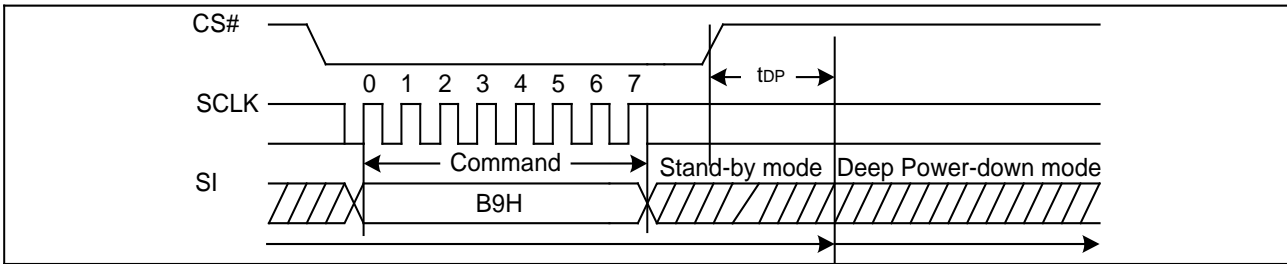 CS#
tDP
0 1 2 3 4 5 6 7
SCLK
Command
Stand-by mode Deep Power-down mode
SI
B9H